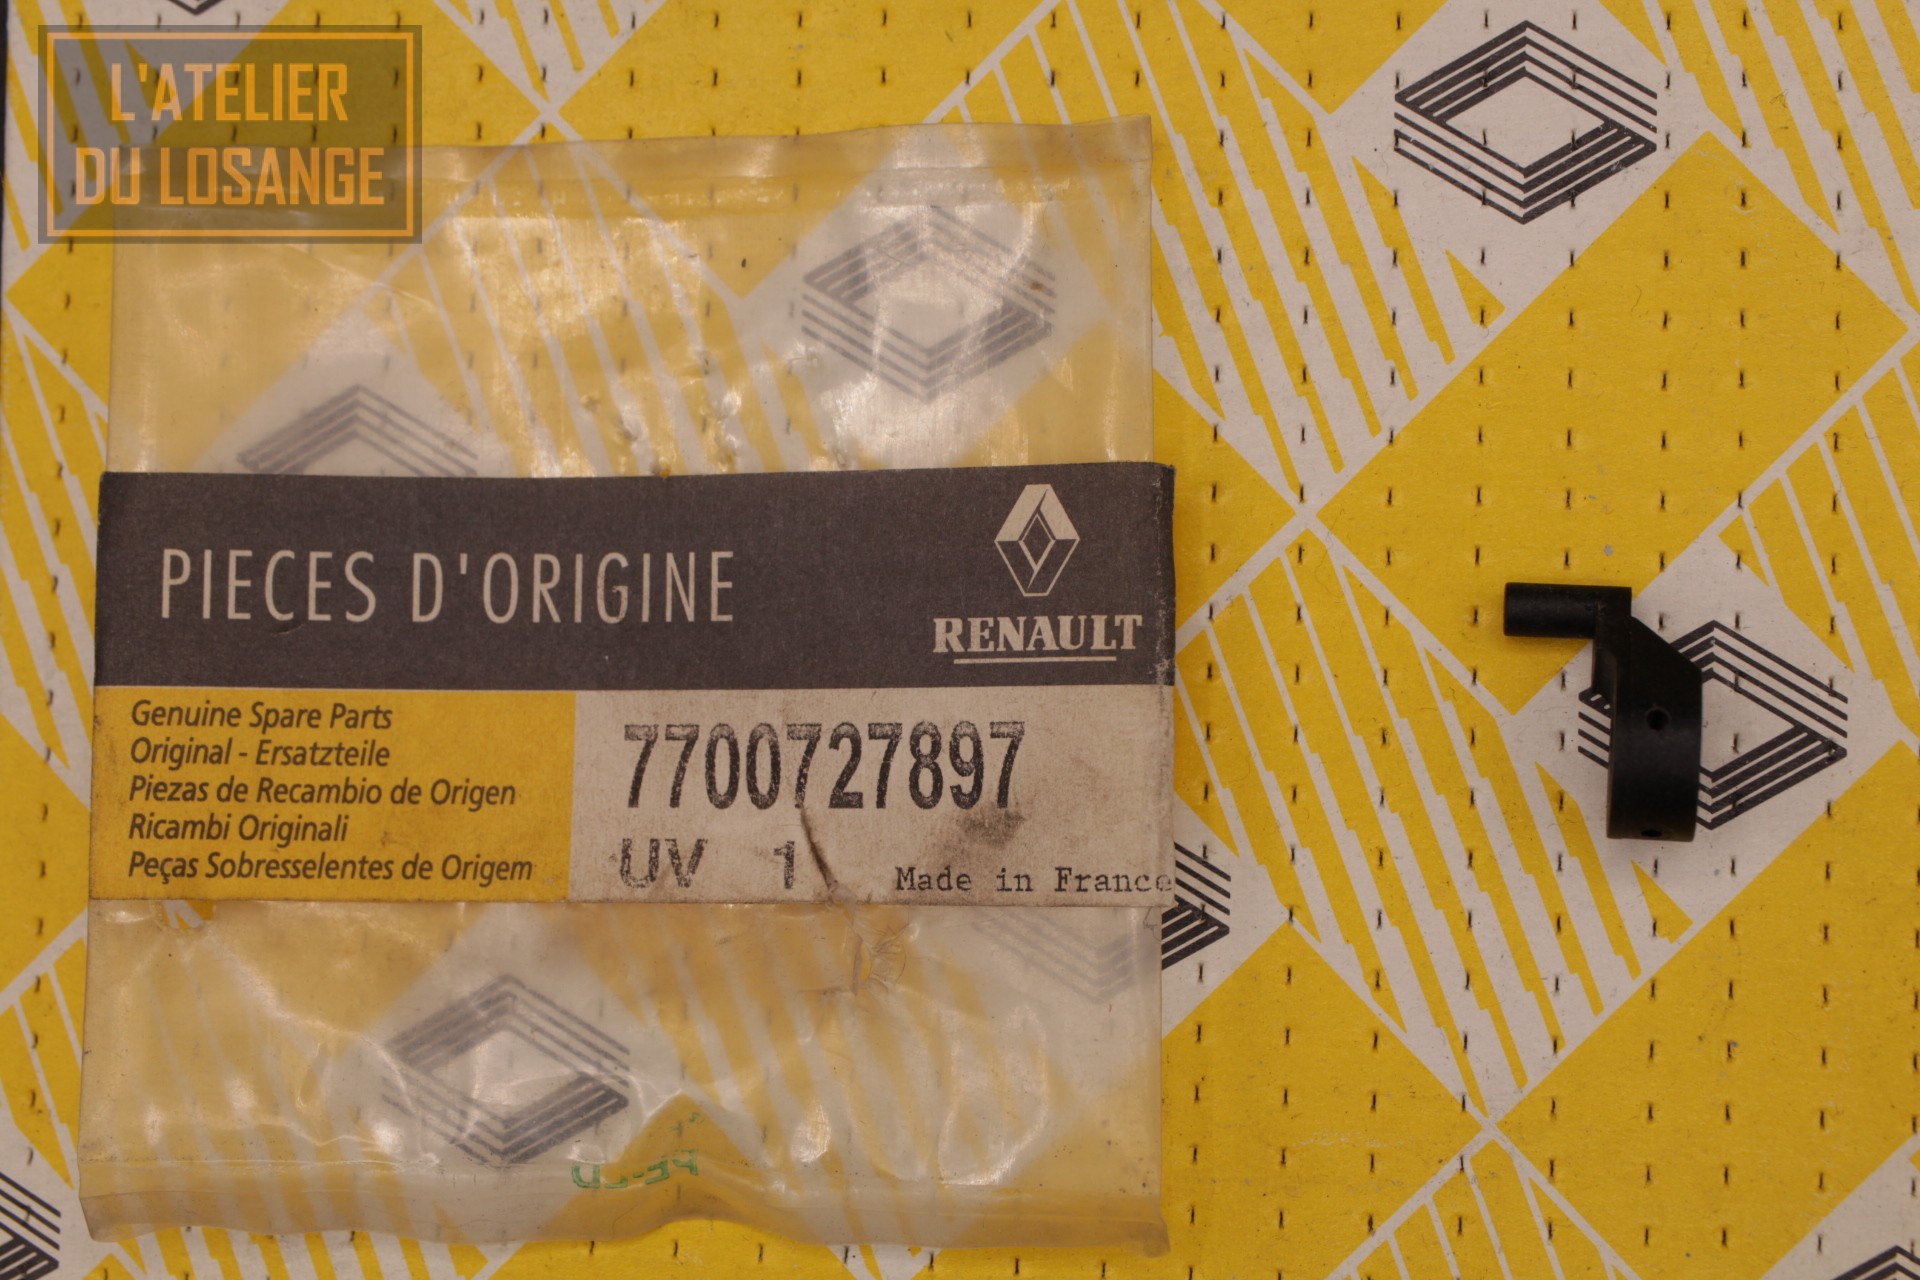 L'ATELIER
DU LOSANGE
PIECES D'ORIGINE
RENAULT
Genuine Spare Parts
Original - Ersatzteile
Piezas de Recambio de Origen
Ricambi Originali
Peças Sobresselentes de Origem
7700727897
UV 1
Made in France